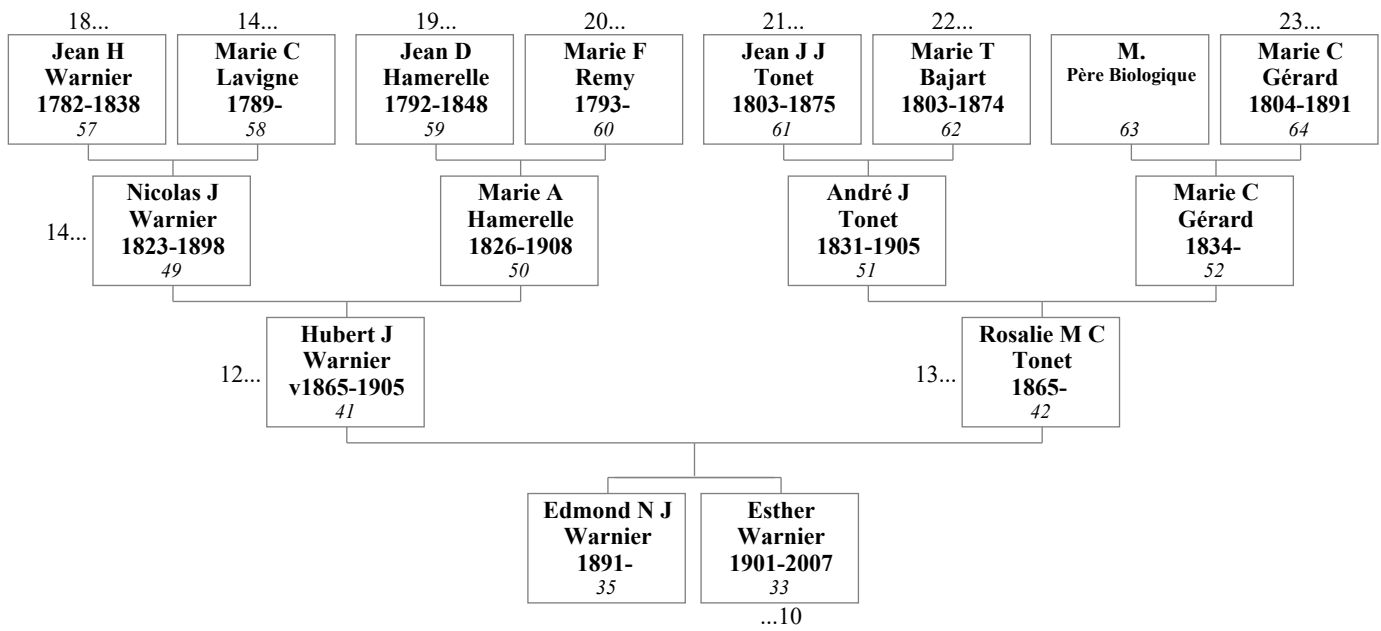 18...
14...
19...
20...
21...
22...
23...
Jean H
Warnier
1782-1838
57
Marie C
Lavigne
1789-
58
Jean D
Hamerelle
1792-1848
59
Marie F
Remy
1793-
60
Jean J J
Tonet
1803-1875
61
Marie T
Bajart
1803-1874
62
M.
Père Biologique
63
Marie C
Gérard
1804-1891
64
14...
Nicolas J
Warnier
1823-1898
49
Marie A
Hamerelle
1826-1908
50
André J
Tonet
1831-1905
51
Marie C
Gérard
1834-
52
12...
Hubert J
Warnier
v1865-1905
41
13...
Rosalie M C
Tonet
1865-
42
Edmond N J
Warnier
1891-
35
Esther
Warnier
1901-2007
33
...10